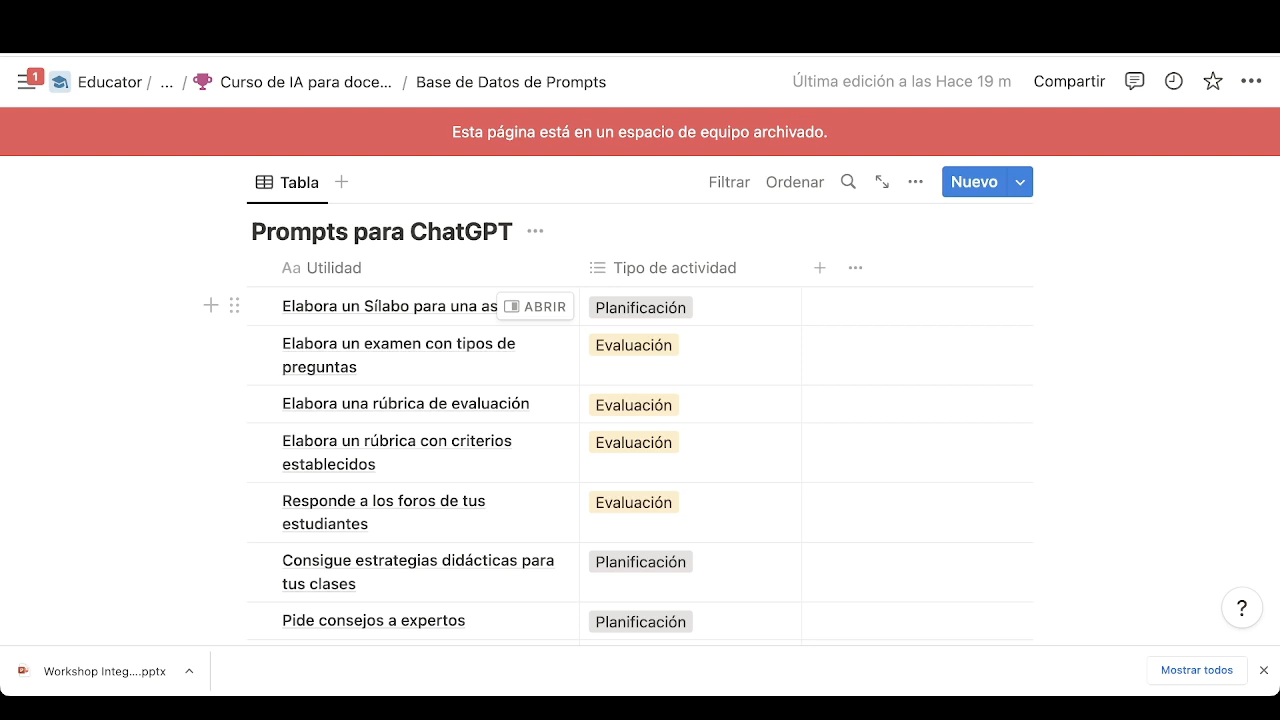 1
Educator / ... / Curso de IA para doce... / Base de Datos de Prompts
Última edición a las Hace 19 m
Compartir
Esta página está en un espacio de equipo archivado.
Tabla
Filtrar
Ordenar
Nuevo
Prompts para ChatGPT
Aa Utilidad
Tipo de actividad
Elabora un Sílabo para una as
ABRIR
Planificación
Elabora un examen con tipos de
preguntas
Evaluación
Elabora una rúbrica de evaluación
Evaluación
Elabora un rúbrica con criterios
establecidos
Evaluación
Responde a los foros de tus
estudiantes
Evaluación
Consigue estrategias didácticas para
tus clases
Planificación
Pide consejos a expertos
Planificación
?
Workshop Integ....pptx
Mostrar todos